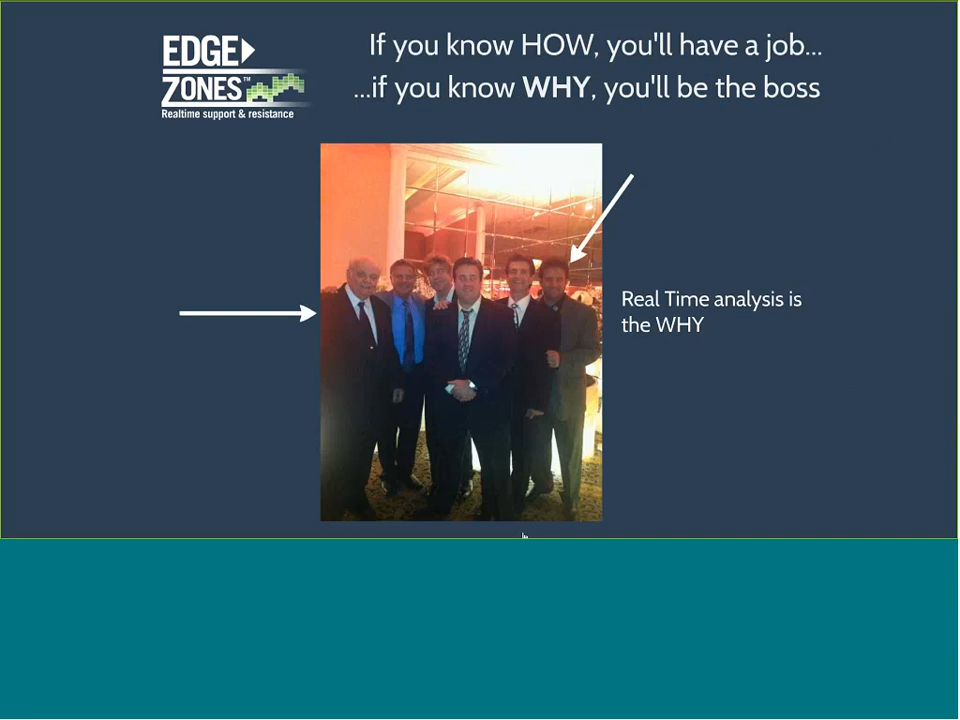 EDGE
ZONES™
Realtime support & resistance
If you know HOW, you'll have a job...
...if you know WHY, you'll be the boss
Real Time analysis is
the WHY